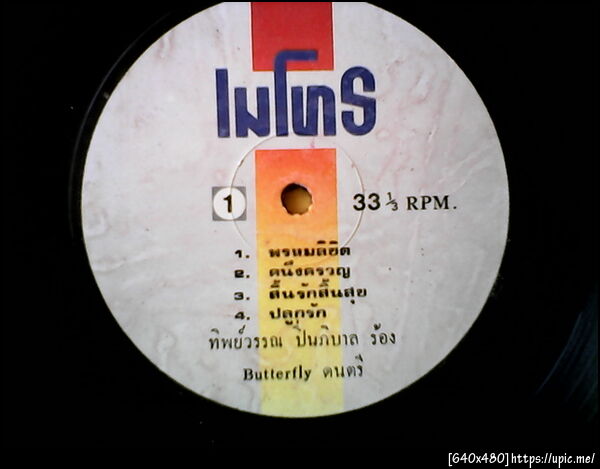 เมโทร
1 33 ⅓ RPM.
1. พรหมลิขิต
2. คนึงครวญ
3. สิ้นรักสิ้นสุข
4. ปลูกรัก
ทิพย์วรรณ ปิ่นภิบาล ร้อง
Butterfly ดนตรี
[640x480]https://upic.me/